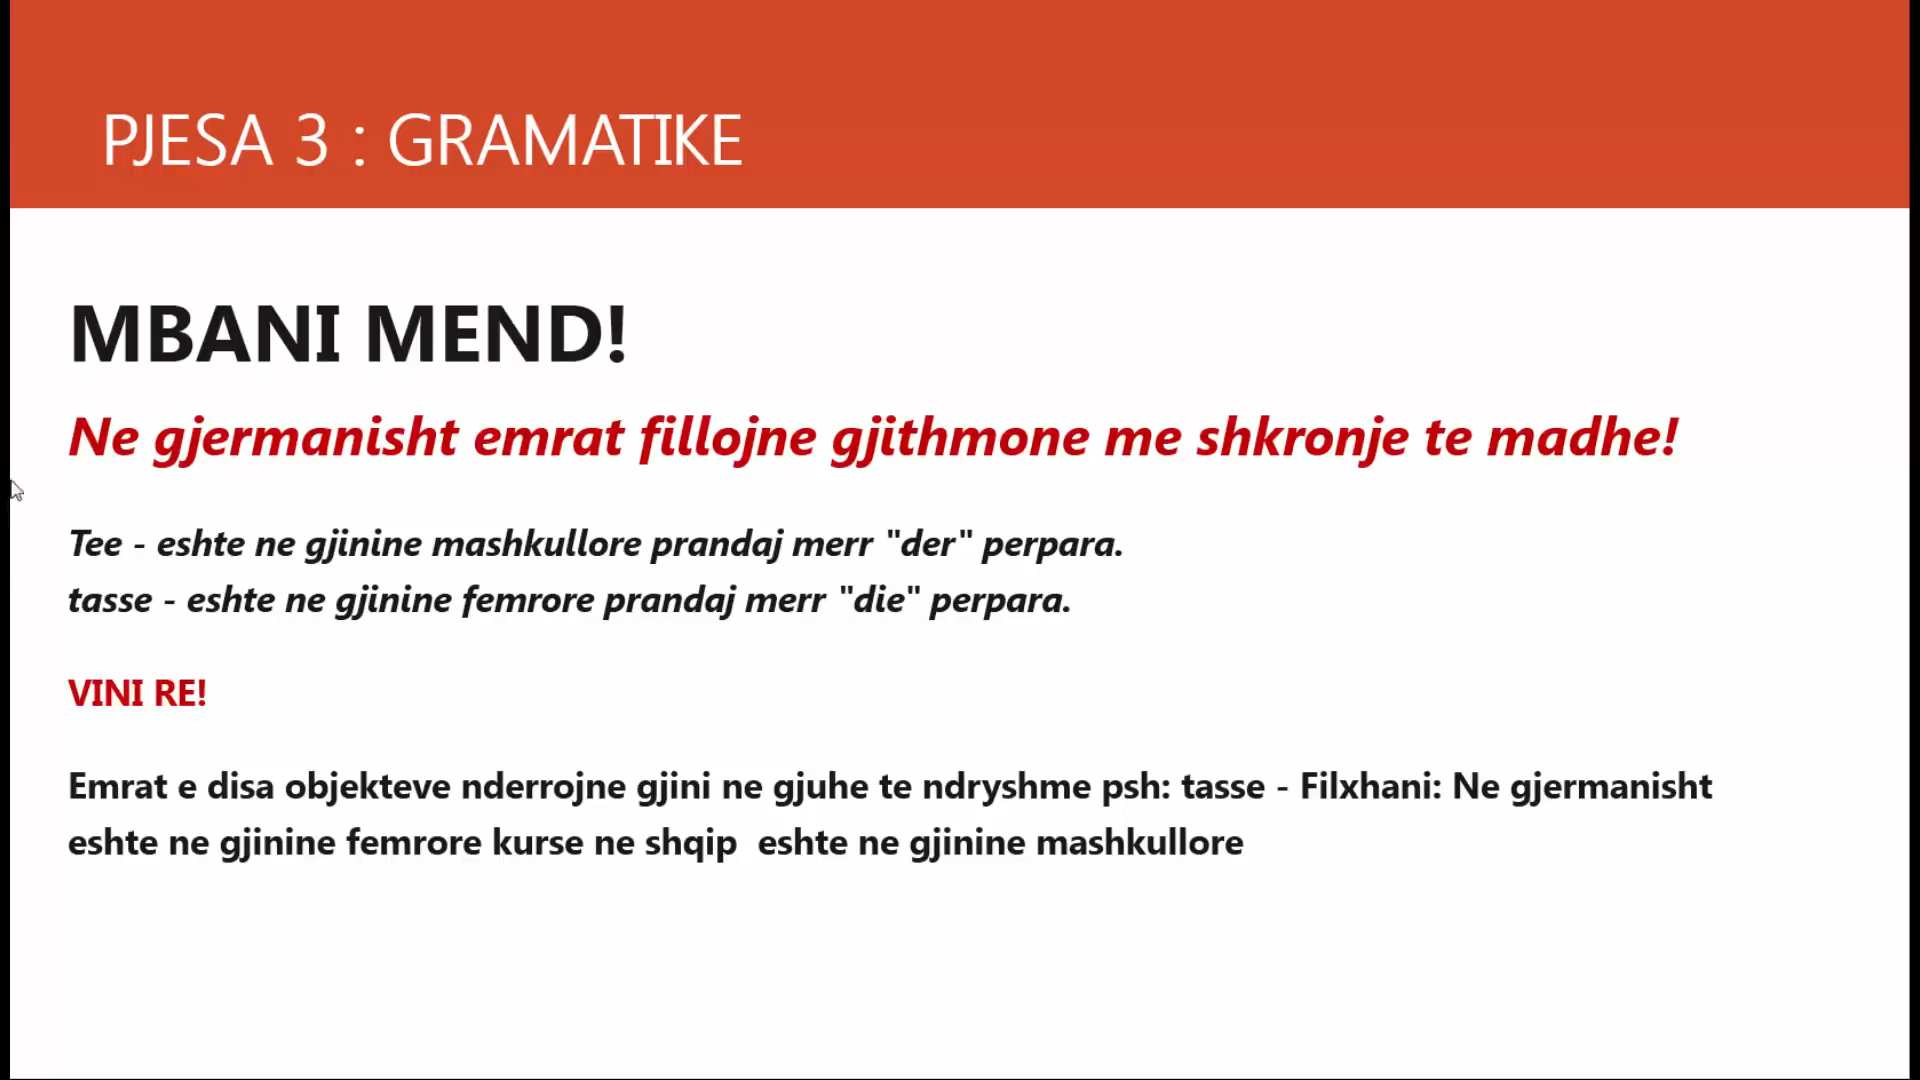 PJESA 3 : GRAMATIKE
MBANI MEND!
Ne gjermanisht emrat fillojne gjithmone me shkronje te madhe!
Tee - eshte ne gjinine mashkullore prandaj merr "der" perpara.
tasse - eshte ne gjinine femrore prandaj merr "die" perpara.
VINI RE!
Emrat e disa objekteve nderrojne gjini ne gjuhe te ndryshme psh: tasse - Filxhani: Ne gjermanisht
eshte ne gjinine femrore kurse ne shqip  eshte ne gjinine mashkullore